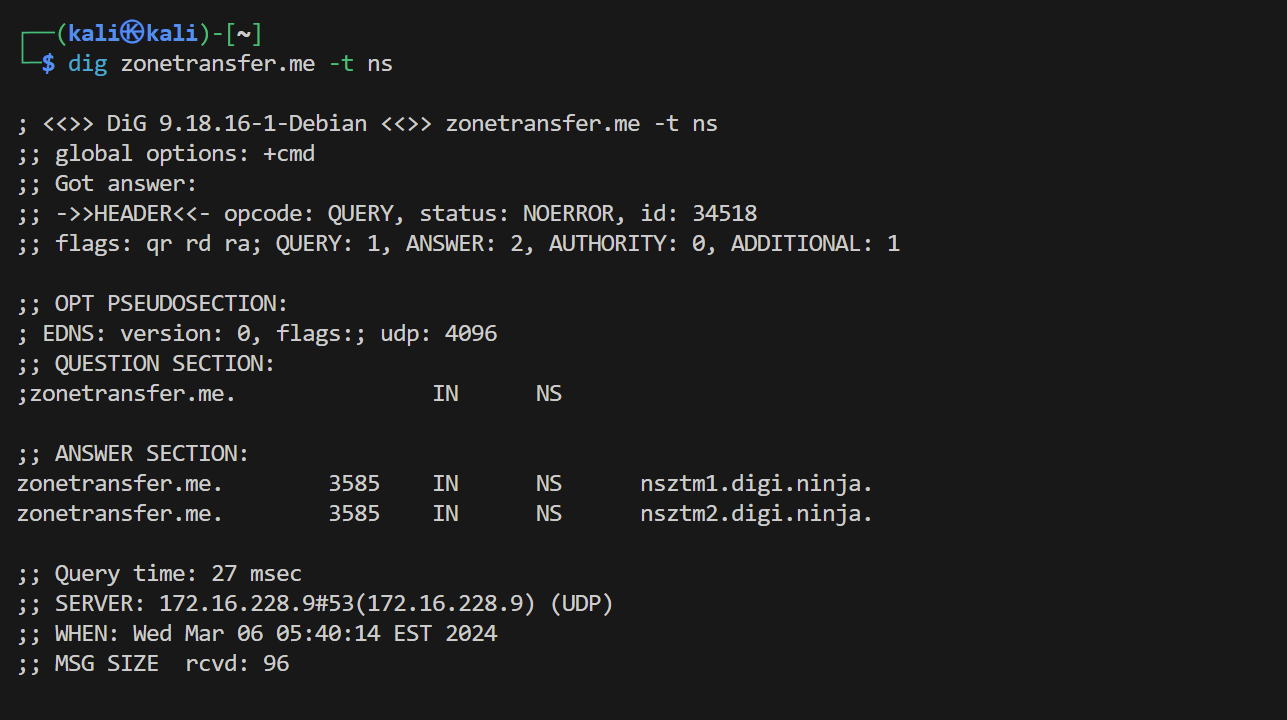 ┌──(kali㉿kali)-[~]
└─$ dig zonetransfer.me -t ns

; <<>> DiG 9.18.16-1-Debian <<>> zonetransfer.me -t ns
;; global options: +cmd
;; Got answer:
;; ->>HEADER<<- opcode: QUERY, status: NOERROR, id: 34518
;; flags: qr rd ra; QUERY: 1, ANSWER: 2, AUTHORITY: 0, ADDITIONAL: 1

;; OPT PSEUDOSECTION:
; EDNS: version: 0, flags:; udp: 4096
;; QUESTION SECTION:
;zonetransfer.me.               IN      NS

;; ANSWER SECTION:
zonetransfer.me.        3585    IN      NS      nsztm1.digi.ninja.
zonetransfer.me.        3585    IN      NS      nsztm2.digi.ninja.

;; Query time: 27 msec
;; SERVER: 172.16.228.9#53(172.16.228.9) (UDP)
;; WHEN: Wed Mar 06 05:40:14 EST 2024
;; MSG SIZE  rcvd: 96